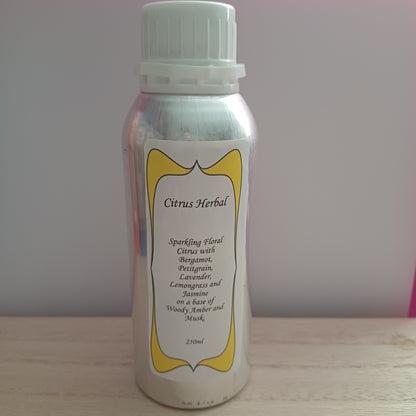 Citrus Herbal
Sparkling Floral
Citrus with
Bergamot,
Petitgrain,
Lavender,
Lemongrass and
Jasmine
on a base of
Woody Amber and
Musk.
250ml